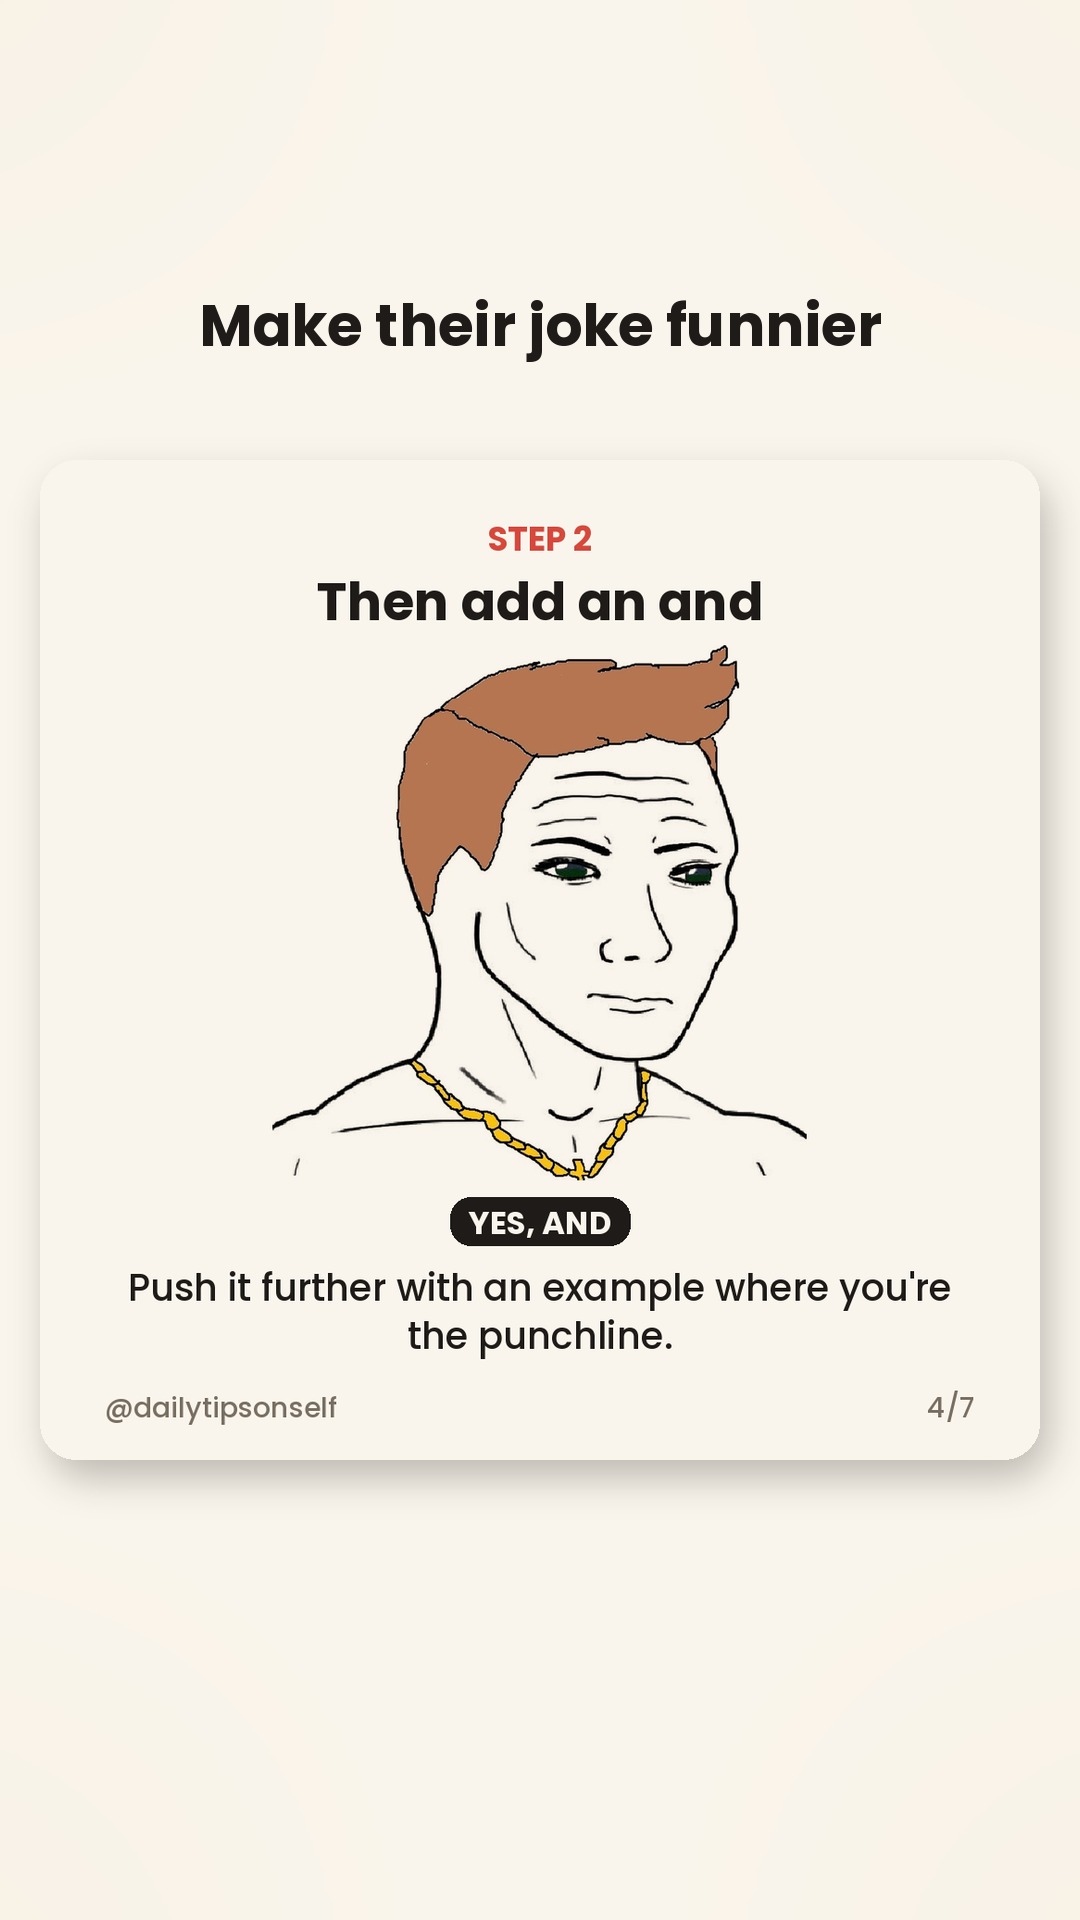 Make their joke funnier
STEP 2
Then add an and
YES, AND
Push it further with an example where you're
the punchline.
@dailytipsonself
4/7